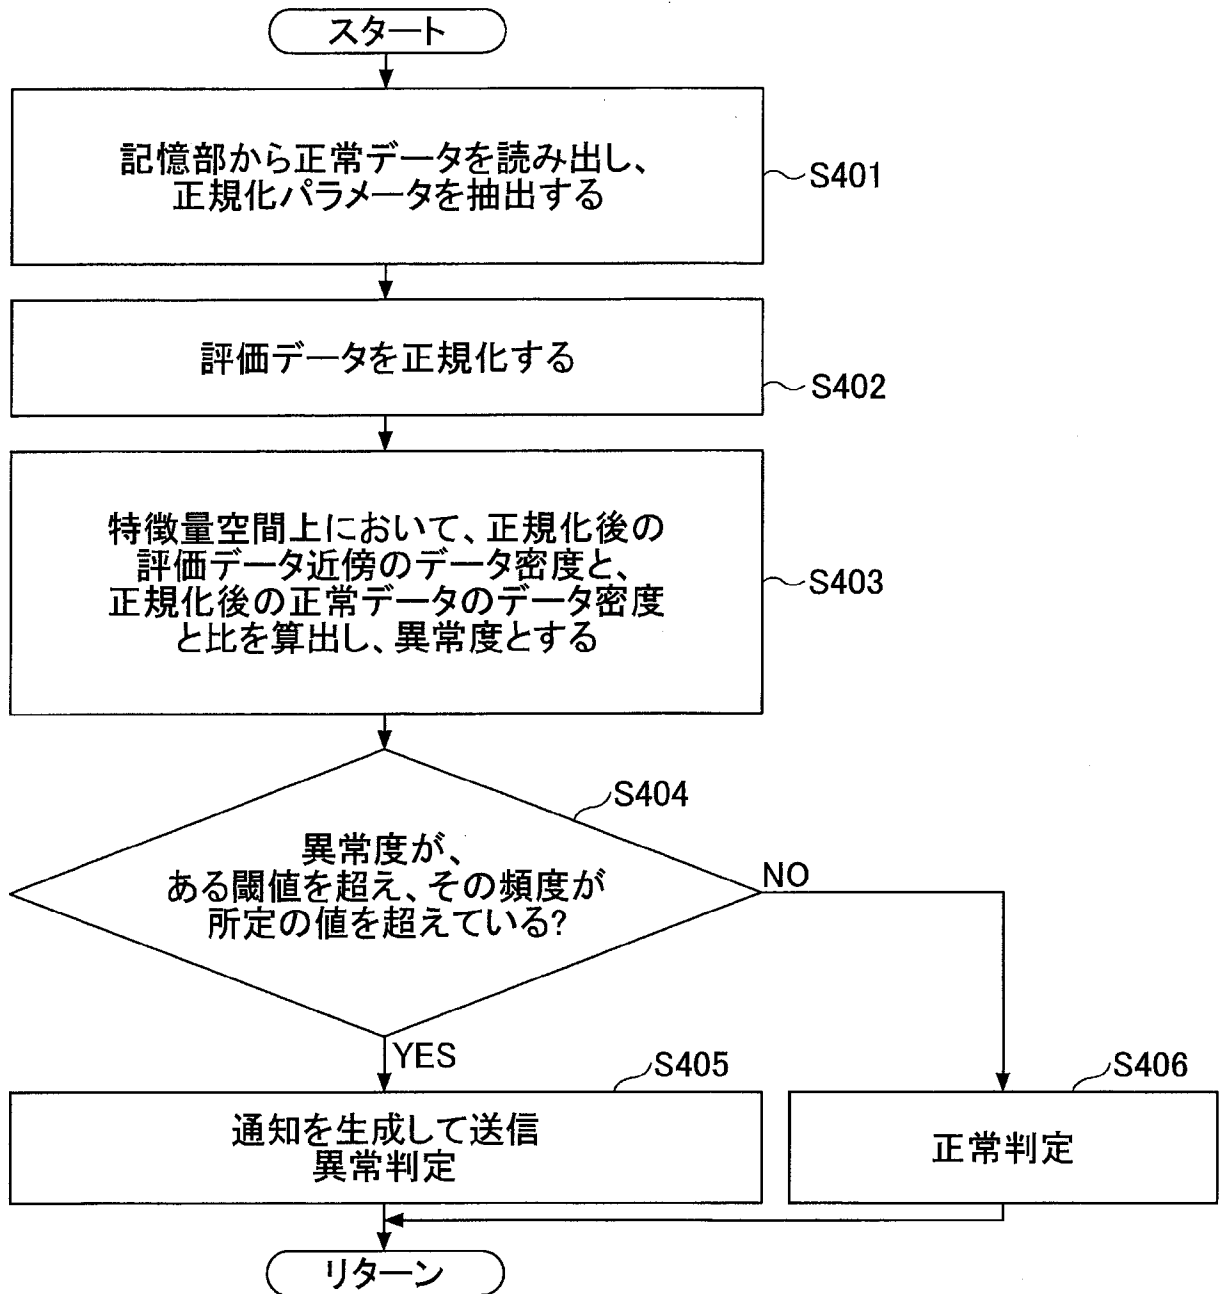 スタート
記憶部から正常データを読み出し、
正規化パラメータを抽出する
S401
評価データを正規化する
S402
特徴量空間上において、正規化後の
評価データ近傍のデータ密度と、
正規化後の正常データのデータ密度
と比を算出し、異常度とする
S403
S404
異常度が、
ある閾値を超え、その頻度が
所定の値を超えている?
NO
YES
S405
通知を生成して送信
異常判定
S406
正常判定
リターン